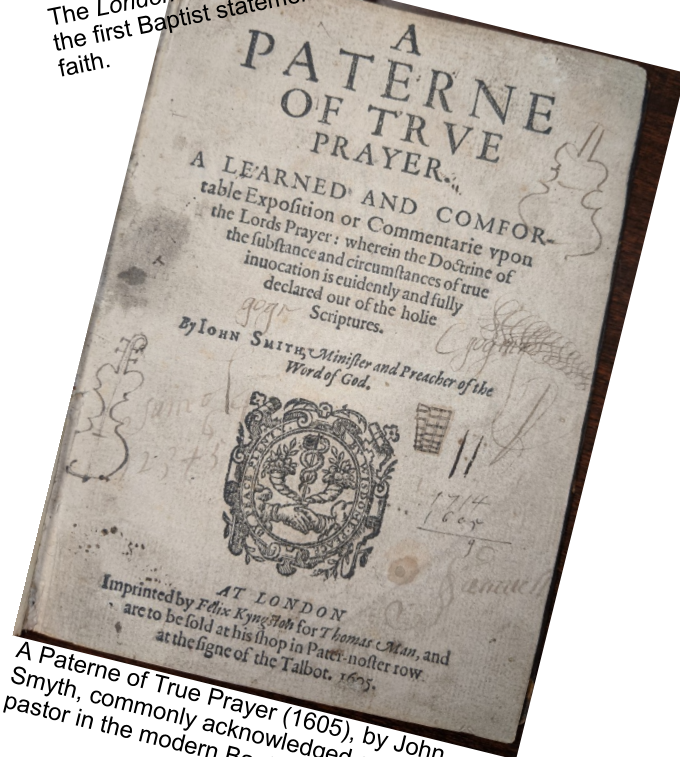 The London
the first Baptist stateme
faith.
A
PATERNE
OF TRVE
PRAYER.
A LEARNED AND COMFOR-
table Expoſition or Commentarie vpon
the Lords Prayer: wherein the Doctrine of
the ſubſtance and circumſtances of true
inuocation is euidently and fully
declared out of the holie
Scriptures.
By IOHN SMITH, Miniſter and Preacher of the
Word of God.
1714
1605
AT LONDON
Imprinted by Felix Kyngſton for Thomas Man, and
are to be ſold at his ſhop in Pater-noſter row
at the ſigne of the Talbot. 1605.
A Paterne of True Prayer (1605), by John
Smyth, commonly acknowledged
pastor in the modern Ba